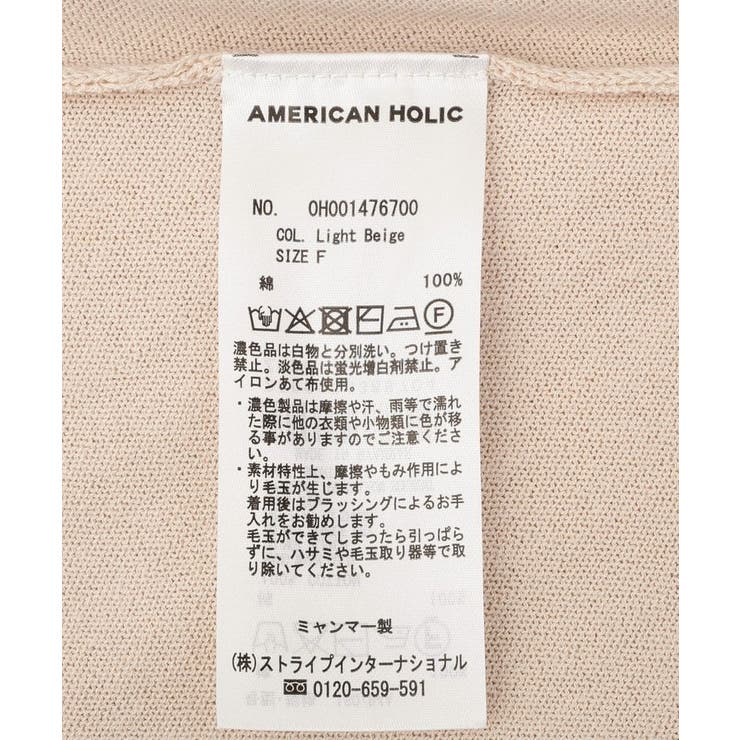 AMERICAN HOLIC
NO. 0H001476700
COL. Light Beige
SIZE F
綿 100%
F
濃色品は白物と分別洗い。つけ置き
禁止。淡色品は蛍光増白剤禁止。ア
イロンあて布使用。
・濃色製品は摩擦や汗、雨等で濡れ
た際に他の衣類や小物類に色が移
る事がありますのでご注意くださ
い。
・素材特性上、摩擦やもみ作用によ
り毛玉が生じます。
着用後はブラッシングによるお手
入れをお勧めします。
毛玉ができてしまったら引っぱら
ずに、ハサミや毛玉取り器等で取
り除いてください。
ミャンマー製
(株)ストライプインターナショナル
0120-659-591